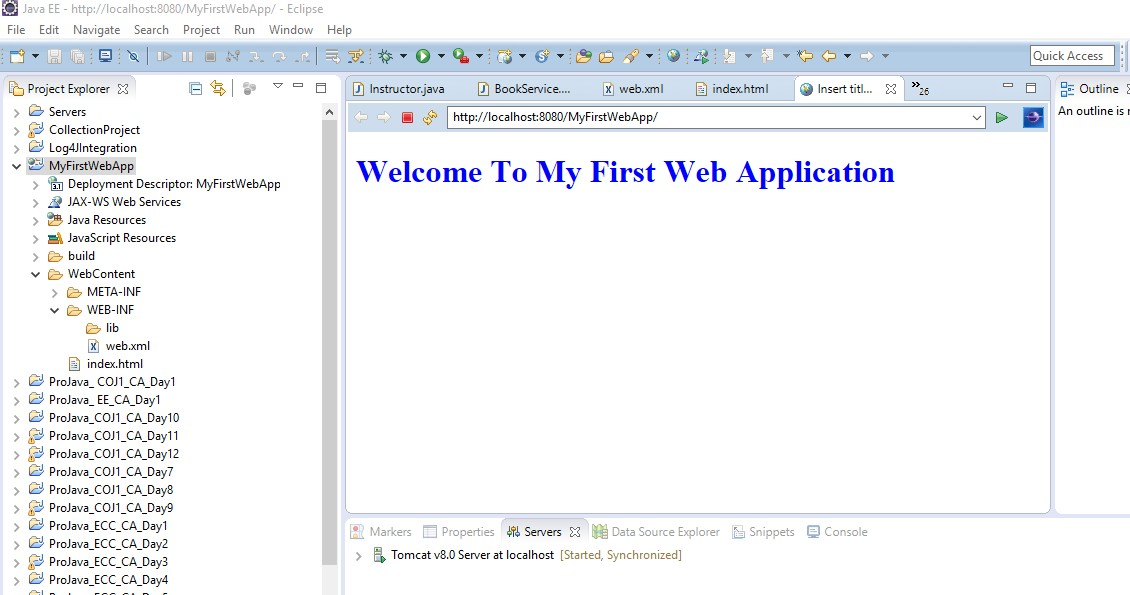 Java EE - http://localhost:8080/MyFirstWebApp/ - Eclipse
File Edit Navigate Search Project Run Window Help
Quick Access
Project Explorer
Servers
CollectionProject
Log4JIntegration
MyFirstWebApp
Deployment Descriptor: MyFirstWebApp
JAX-WS Web Services
Java Resources
JavaScript Resources
build
WebContent
META-INF
WEB-INF
lib
web.xml
index.html
ProJava_ COJ1_CA_Day1
ProJava_ EE_CA_Day1
ProJava_COJ1_CA_Day10
ProJava_COJ1_CA_Day11
ProJava_COJ1_CA_Day12
ProJava_COJ1_CA_Day7
ProJava_COJ1_CA_Day8
ProJava_COJ1_CA_Day9
ProJava_ECC_CA_Day1
ProJava_ECC_CA_Day2
ProJava_ECC_CA_Day3
ProJava_ECC_CA_Day4
Instructor.java BookService.... web.xml index.html Insert titl... »26
http://localhost:8080/MyFirstWebApp/
Welcome To My First Web Application
Markers Properties Servers Data Source Explorer Snippets Console
Tomcat v8.0 Server at localhost [Started, Synchronized]
Outline
An outline is